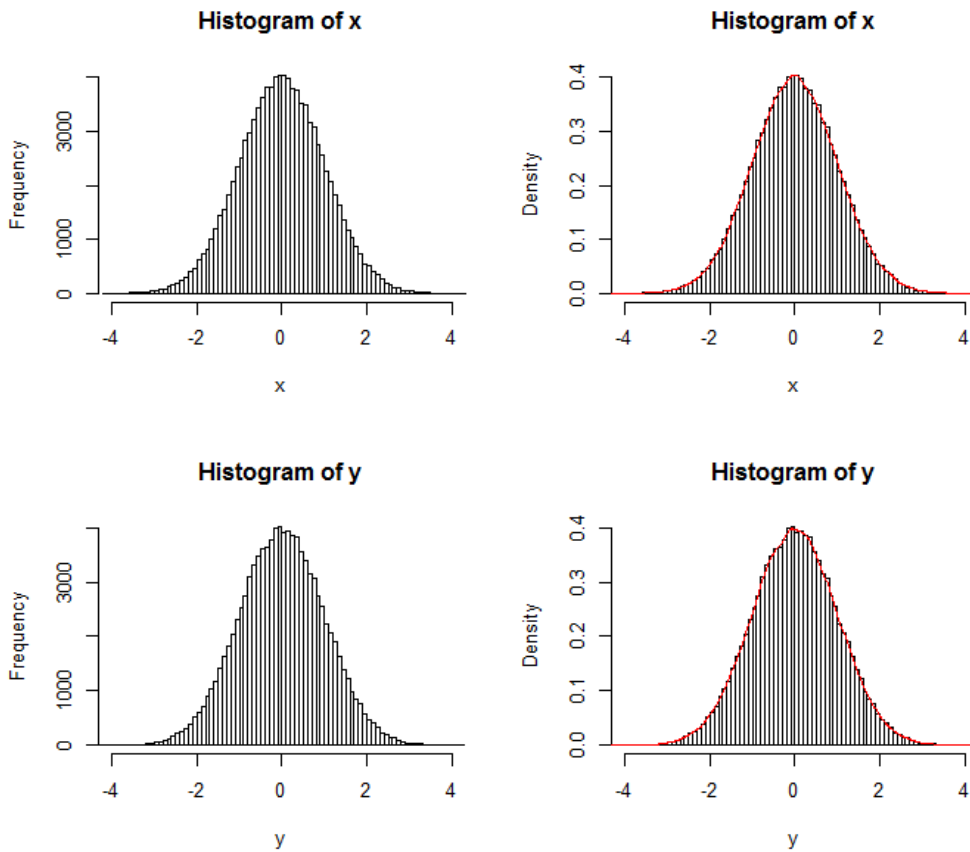 Histogram of x
Frequency
3000
1000
0
-4 -2 0 2 4
x
Histogram of x
Density
0.4
0.3
0.2
0.1
0.0
-4 -2 0 2 4
x
Histogram of y
Frequency
3000
1000
0
-4 -2 0 2 4
y
Histogram of y
Density
0.4
0.3
0.2
0.1
0.0
-4 -2 0 2 4
y